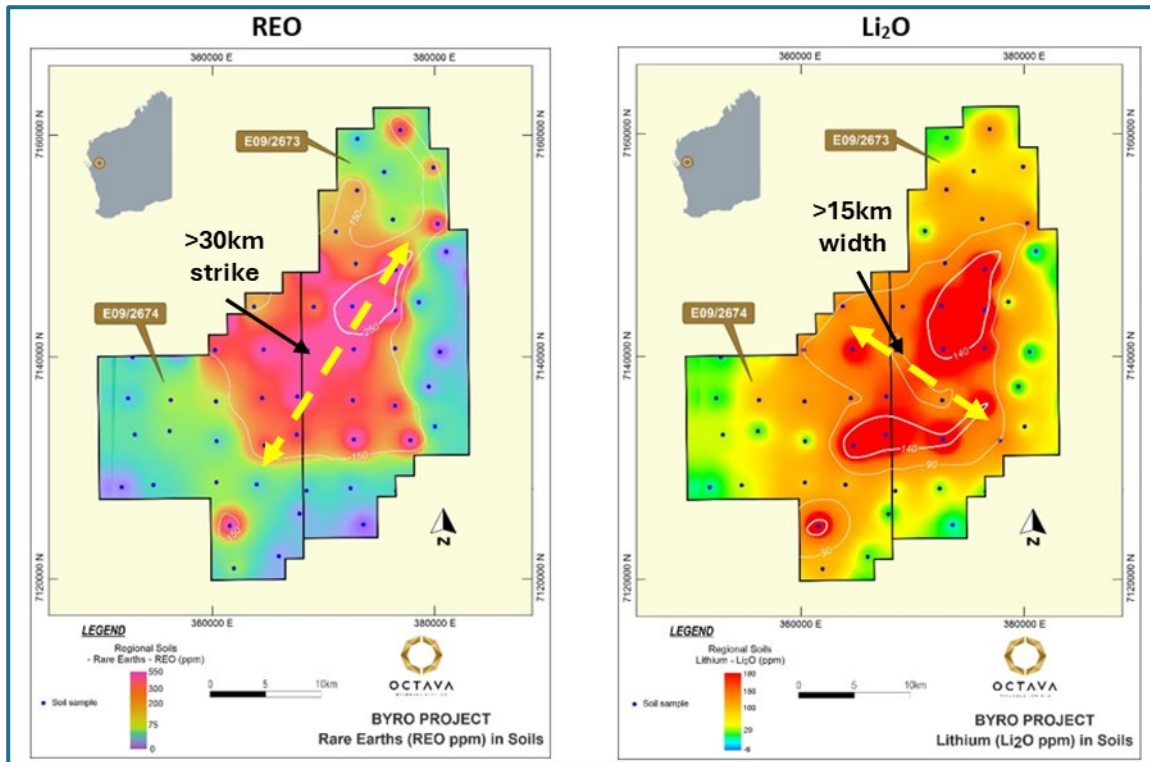 REO
360000 E
380000 E
7160000 N
7140000 N
7120000 N
E09/2673
E09/2674
>30km
strike
150
250
150
150
N
LEGEND
Regional Soils
- Rare Earths - REO (ppm)
550
300
200
75
0
Soil sample
0 5 10km
OCTAVA
BYRO PROJECT
Rare Earths (REO ppm) in Soils
Li₂O
360000 E
380000 E
7160000 N
7140000 N
7120000 N
E09/2673
E09/2674
>15km
width
140
140
90
90
N
LEGEND
Regional Soils
Lithium - Li₂O (ppm)
150
100
Soil sample
0 5 10km
OCTAVA
BYRO PROJECT
Lithium (Li₂O ppm) in Soils